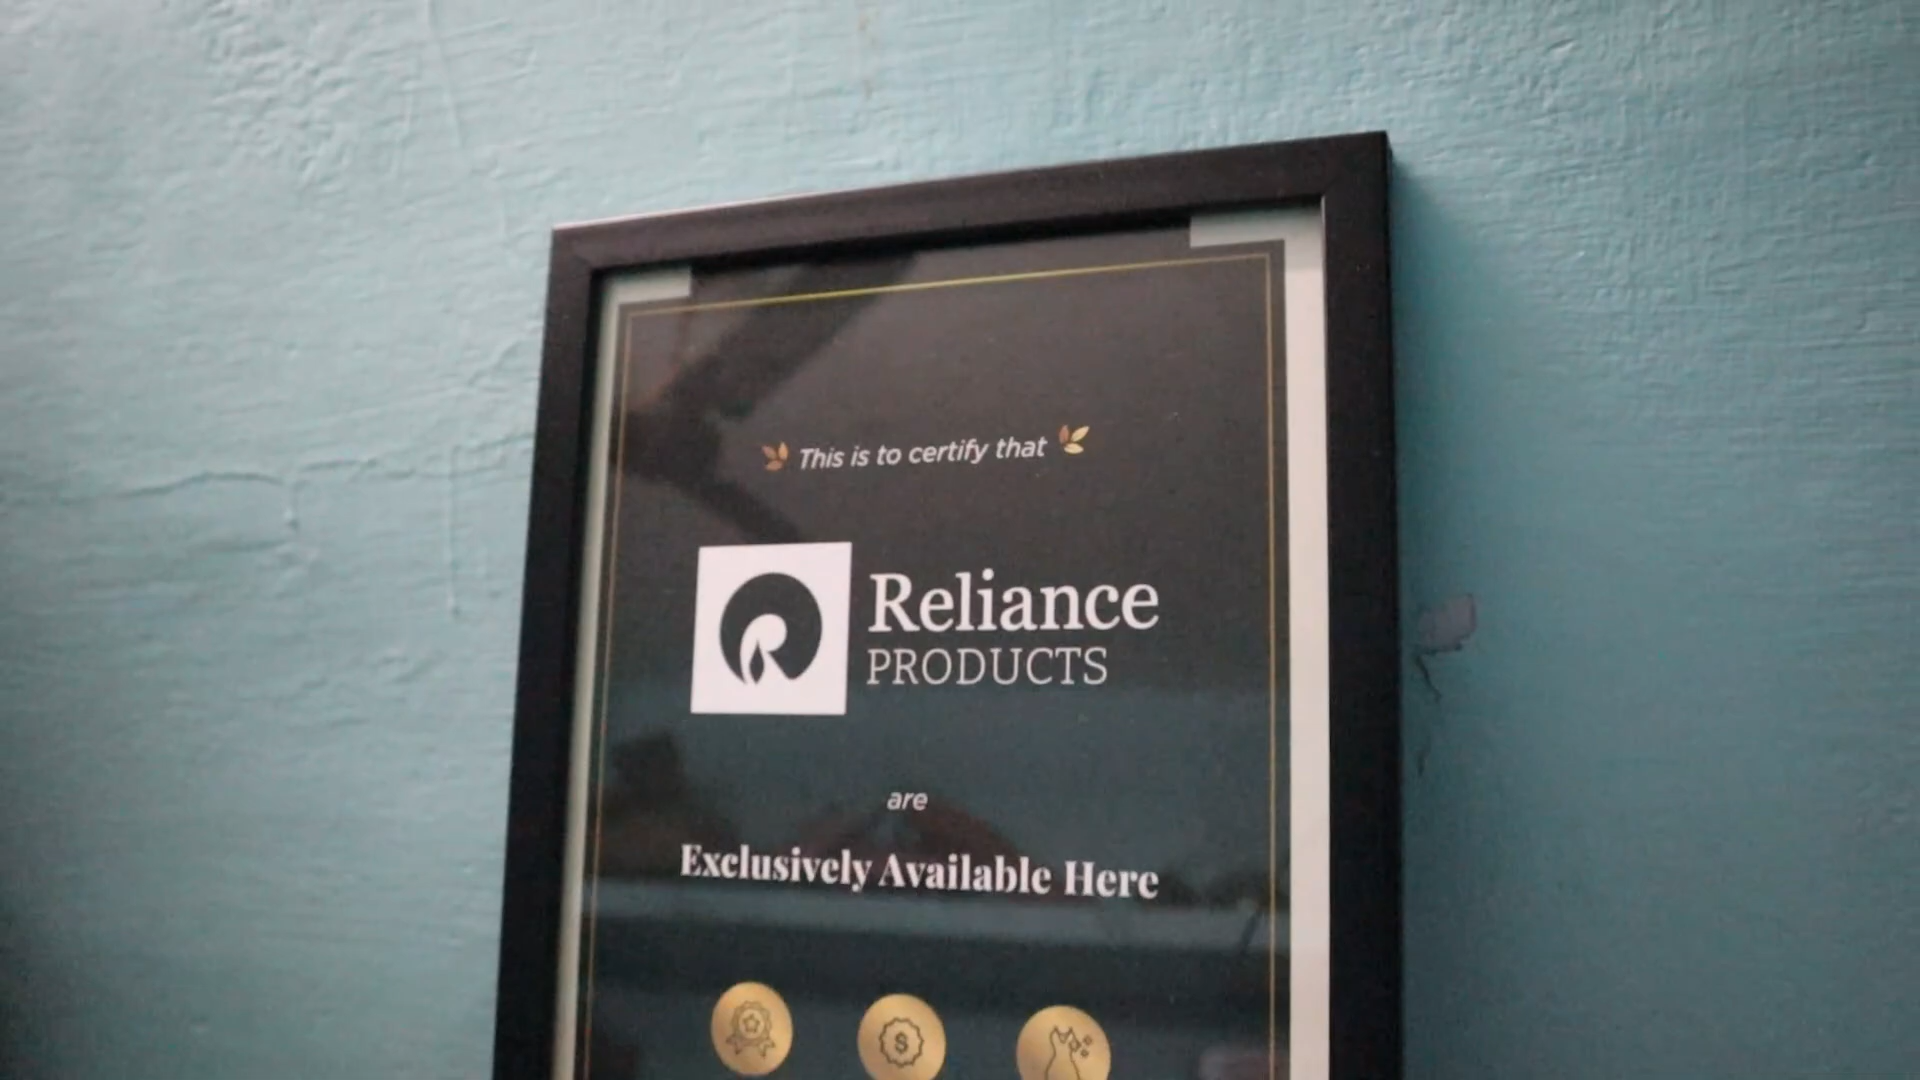 This is to certify that
Reliance
PRODUCTS
are
Exclusively Available Here
$